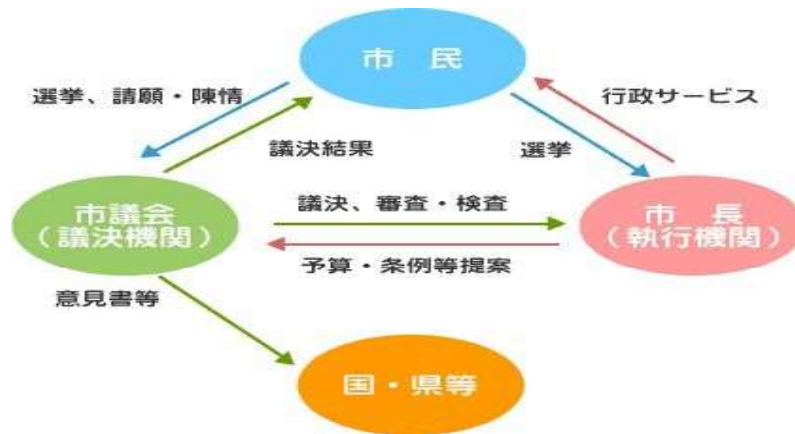 市　民
選挙、請願・陳情
行政サービス
議決結果
選挙
市議会
（議決機関）
議決、審査・検査
市　長
（執行機関）
予算・条例等提案
意見書等
国・県等